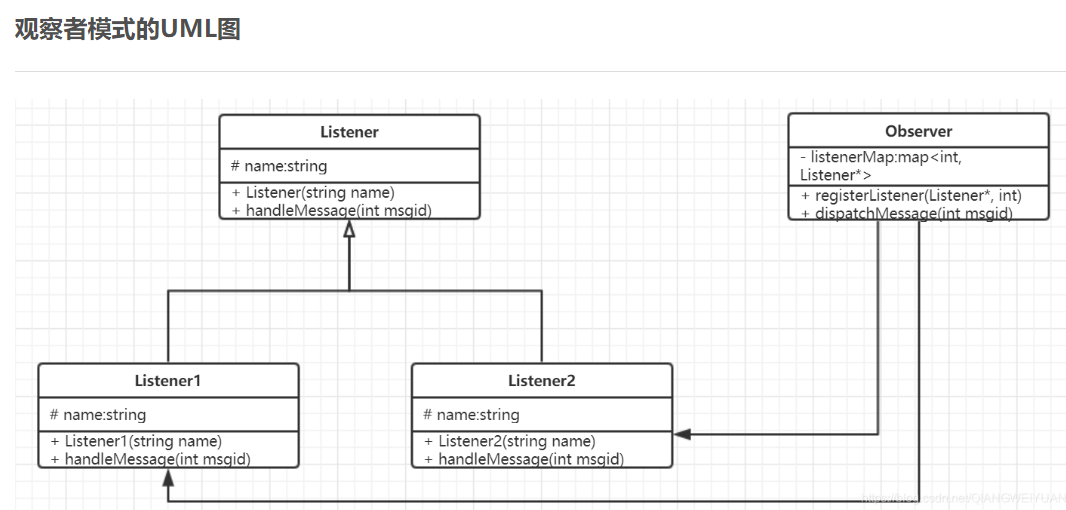 观察者模式的UML图
Listener
# name:string
+ Listener(string name)
+ handleMessage(int msgid)
Observer
- listenerMap:map<int,
Listener*>
+ registerListener(Listener*, int)
+ dispatchMessage(int msgid)
Listener1
# name:string
+ Listener1(string name)
+ handleMessage(int msgid)
Listener2
# name:string
+ Listener2(string name)
+ handleMessage(int msgid)
https://blog.csdn.net/QIANGWEIYUAN